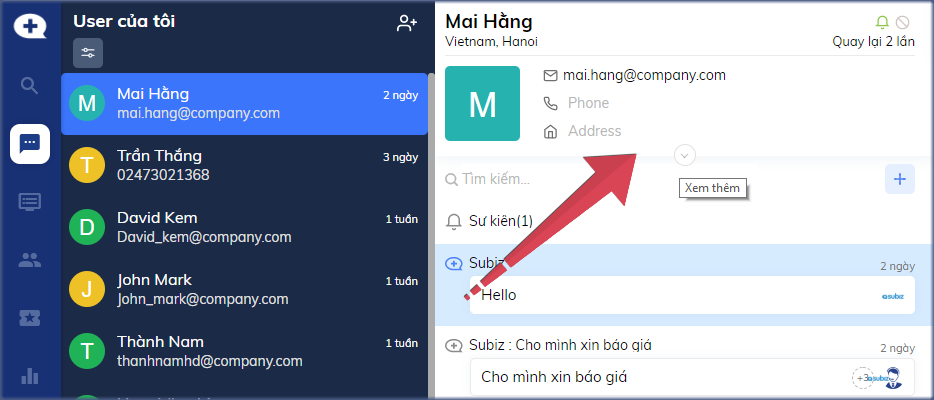 User của tôi
M
Mai Hằng
2 ngày
mai.hang@company.com
T
Trần Thắng
3 ngày
02473021368
D
David Kem
1 tuần
David_kem@company.com
J
John Mark
1 tuần
John_mark@company.com
T
Thành Nam
1 tuần
thanhnamhd@company.com
Mai Hằng
Vietnam, Hanoi
Quay lại 2 lần
M
mai.hang@company.com
Phone
Address
Xem thêm
Tìm kiếm...
Sự kiên(1)
Subiz
2 ngày
Hello
subiz
Subiz : Cho mình xin báo giá
2 ngày
Cho mình xin báo giá
+3
subiz